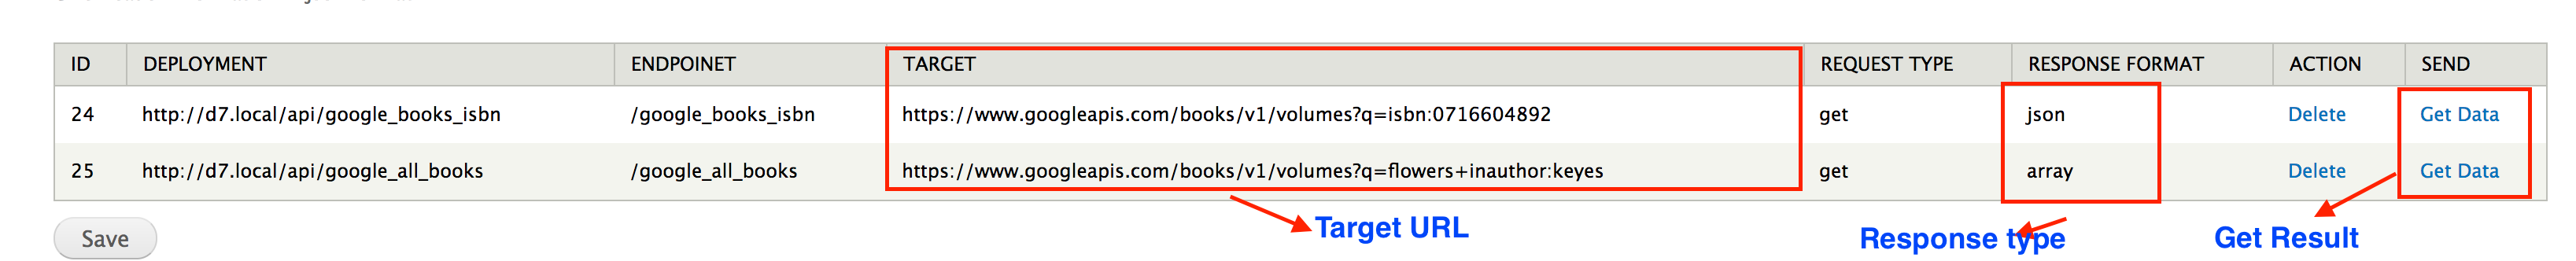 ID DEPLOYMENT ENDPOINET TARGET REQUEST TYPE RESPONSE FORMAT ACTION SEND
24 http://d7.local/api/google_books_isbn /google_books_isbn https://www.googleapis.com/books/v1/volumes?q=isbn:0716604892 get json Delete Get Data
25 http://d7.local/api/google_all_books /google_all_books https://www.googleapis.com/books/v1/volumes?q=flowers+inauthor:keyes get array Delete Get Data
Save Target URL Response type Get Result